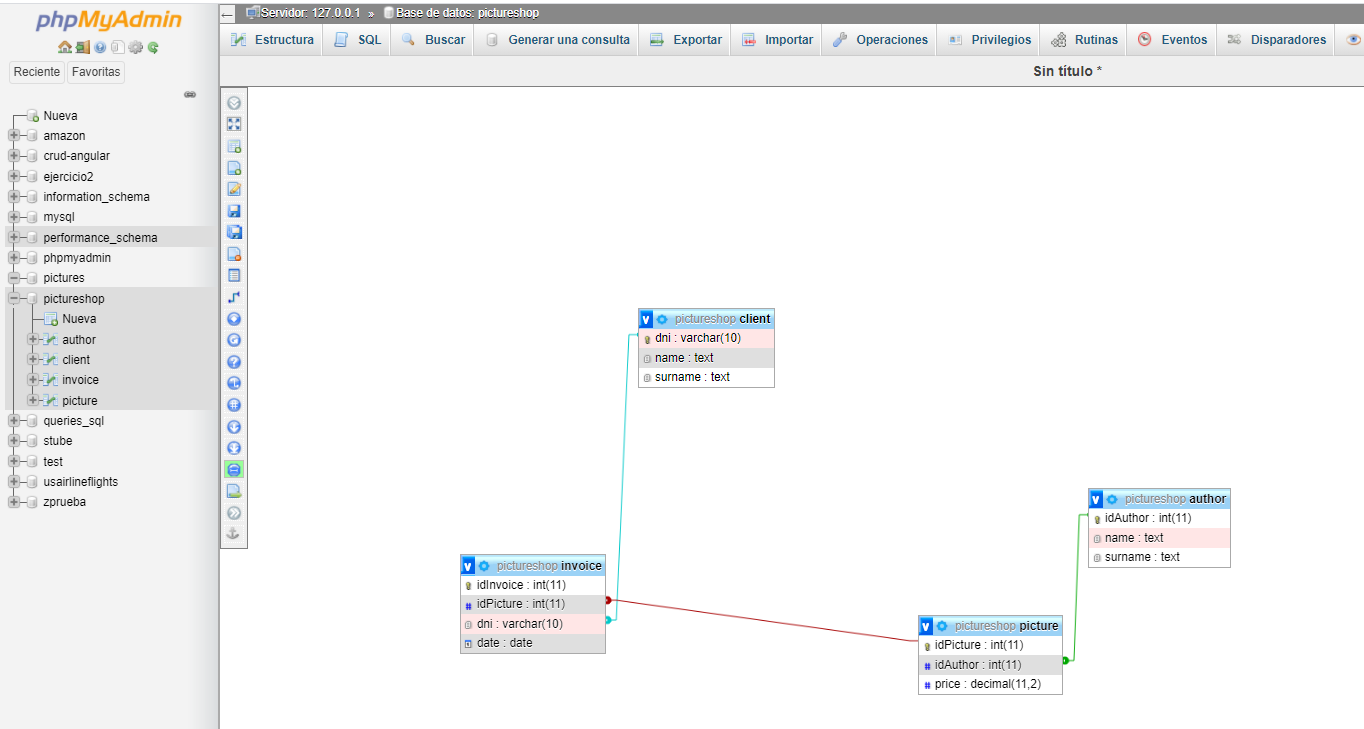 phpMyAdmin
Reciente Favoritas
Nueva
amazon
crud-angular
ejercicio2
information_schema
mysql
performance_schema
phpmyadmin
pictures
pictureshop
Nueva
author
client
invoice
picture
queries_sql
stube
test
usairlineflights
zprueba
Servidor: 127.0.0.1 » Base de datos: pictureshop
Estructura SQL Buscar Generar una consulta Exportar Importar Operaciones Privilegios Rutinas Eventos Disparadores
Sin título *
v pictureshop client
dni : varchar(10)
name : text
surname : text
v pictureshop author
idAuthor : int(11)
name : text
surname : text
v pictureshop invoice
idInvoice : int(11)
# idPicture : int(11)
dni : varchar(10)
date : date
v pictureshop picture
idPicture : int(11)
# idAuthor : int(11)
# price : decimal(11,2)